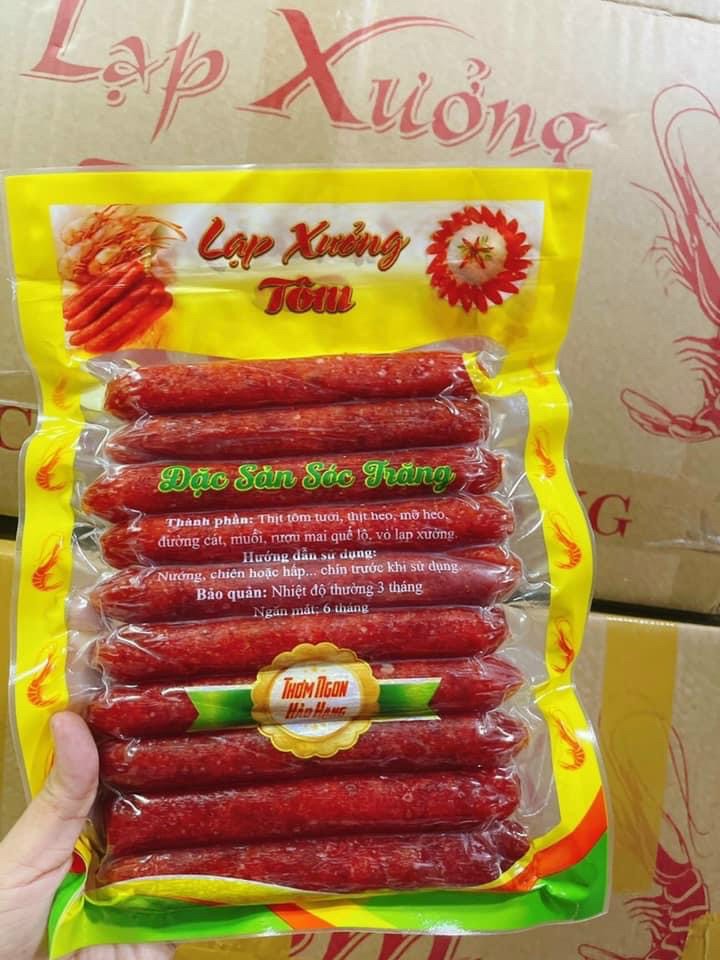 Lạp Xưởng
Lạp Xưởng
Tôm
Đặc Sản Sóc Trăng
Thành phần: Thịt tôm tươi, thịt heo, mỡ heo,
đường cát, muối, rượu mai quế lộ, vỏ lạp xưởng.
Hướng dẫn sử dụng:
Nướng, chiên hoặc hấp... chín trước khi sử dụng.
Bảo quản: Nhiệt độ thường 3 tháng
Ngăn mát; 6 tháng
THƠM NGON
HẢO HẠNG